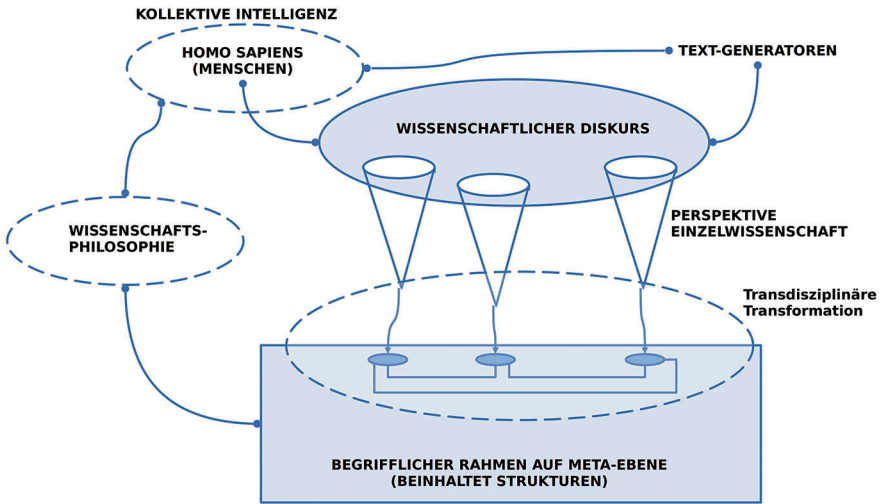 KOLLEKTIVE INTELLIGENZ
HOMO SAPIENS
(MENSCHEN)
TEXT-GENERATOREN
WISSENSCHAFTLICHER DISKURS
PERSPEKTIVE
EINZELWISSENSCHAFT
WISSENSCHAFTS-
PHILOSOPHIE
Transdisziplinäre
Transformation
BEGRIFFLICHER RAHMEN AUF META-EBENE
(BEINHALTET STRUKTUREN)